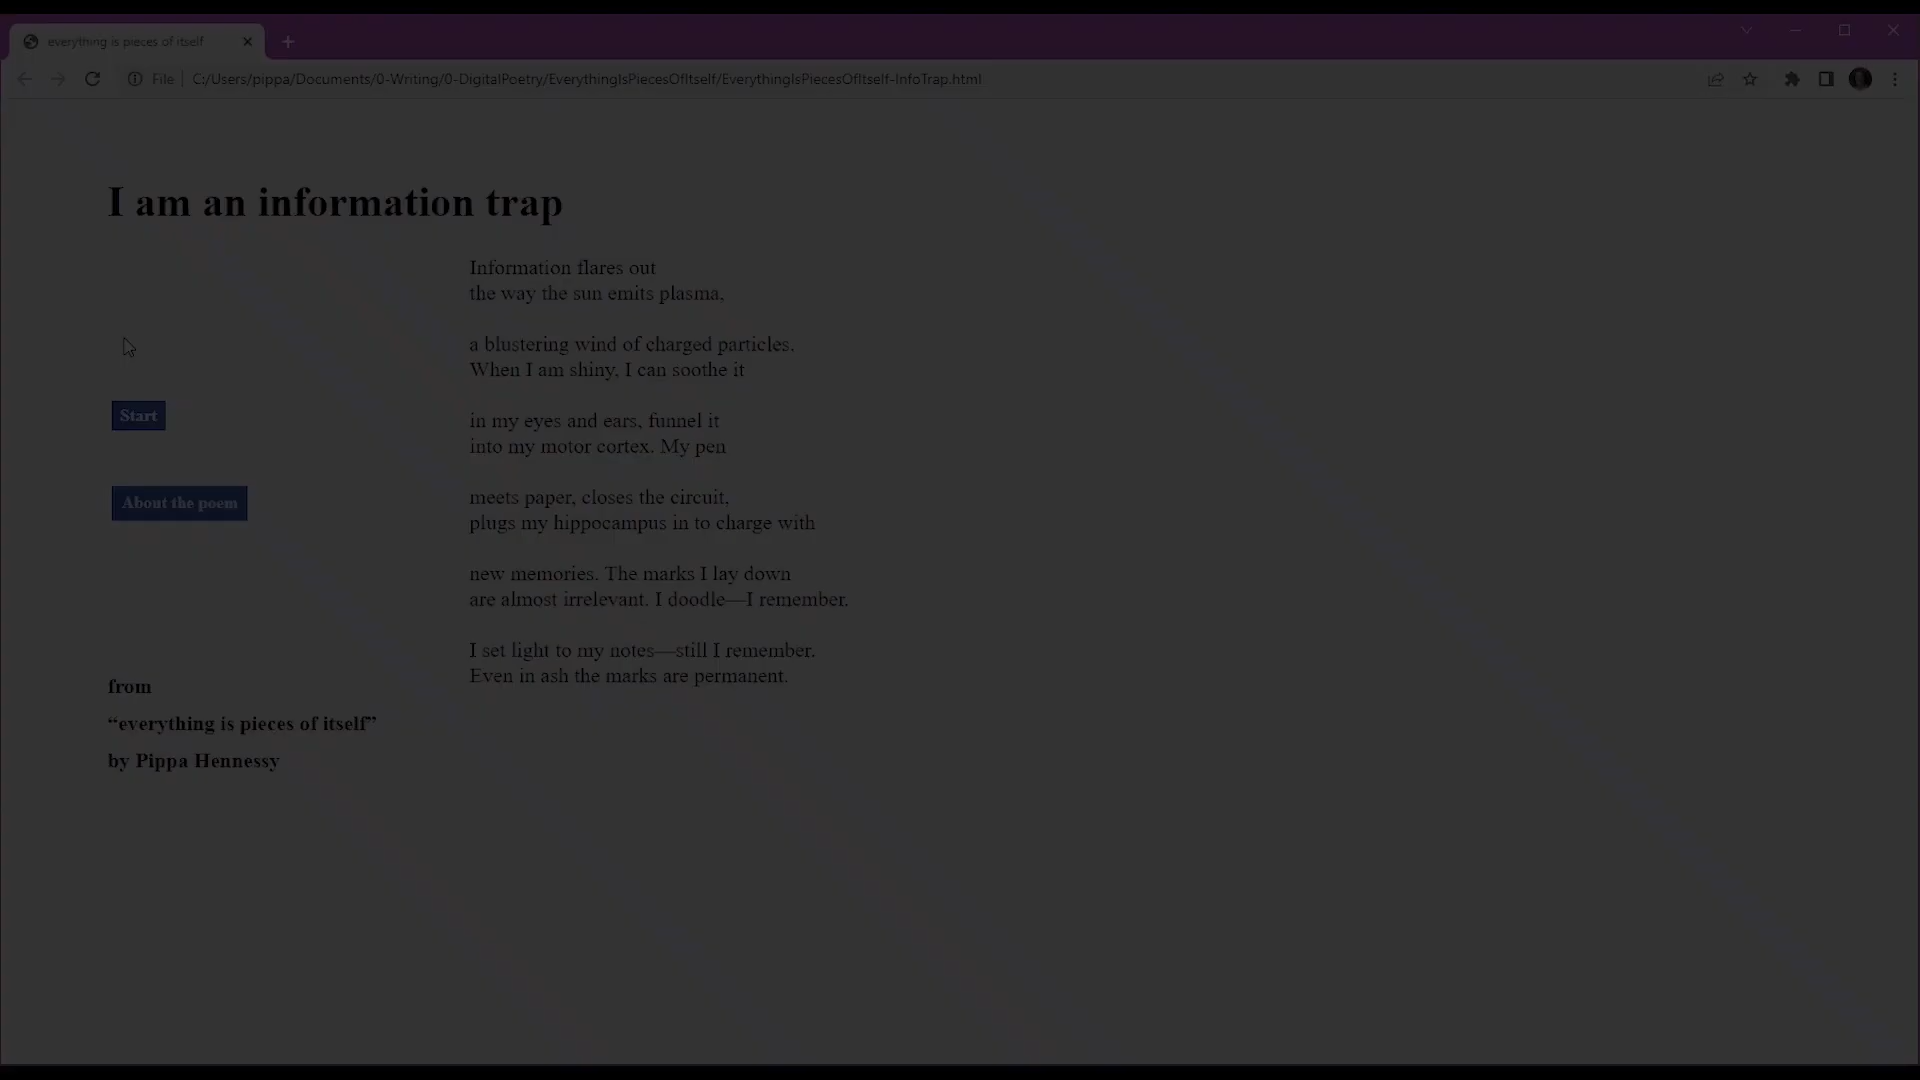 everything is pieces of itself
File
C:/Users/pippa/Documents/0-Writing/0-DigitalPoetry/EverythingIsPiecesOfItself/EverythingIsPiecesOfItself-InfoTrap.html
I am an information trap
Information flares out
the way the sun emits plasma,
a blustering wind of charged particles.
When I am shiny, I can soothe it
in my eyes and ears, funnel it
into my motor cortex. My pen
meets paper, closes the circuit,
plugs my hippocampus in to charge with
new memories. The marks I lay down
are almost irrelevant. I doodle—I remember.
I set light to my notes—still I remember.
Even in ash the marks are permanent.
Start
About the poem
from
“everything is pieces of itself”
by Pippa Hennessy